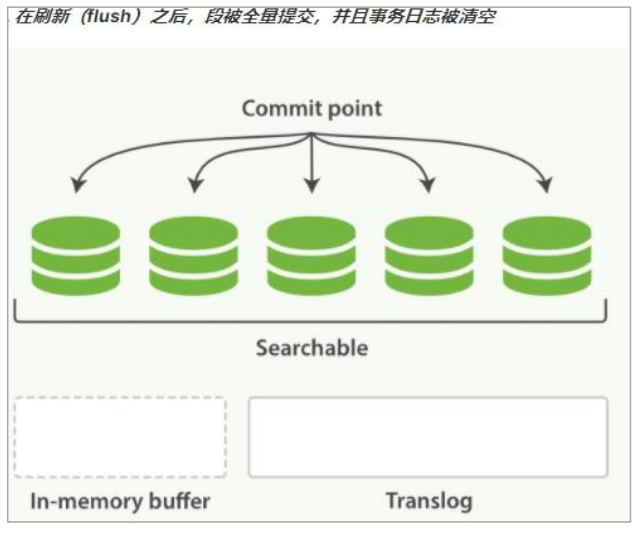 . 在刷新（flush）之后，段被全量提交，并且事务日志被清空
Commit point
Searchable
In-memory buffer
Translog